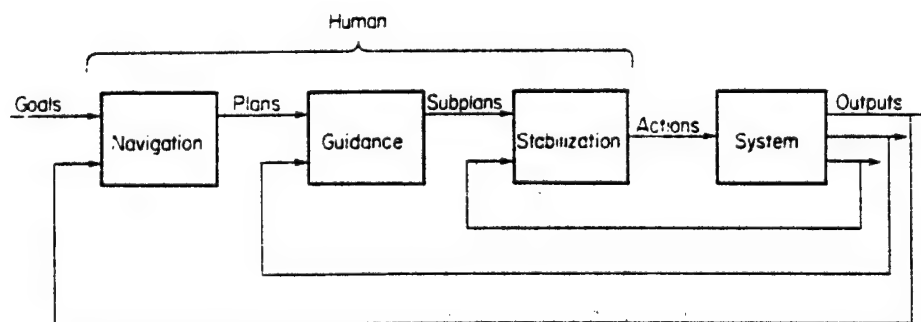 Human
Goals
Plans
Subplans
Actions
Outputs
Navigation
Guidance
Stabilization
System